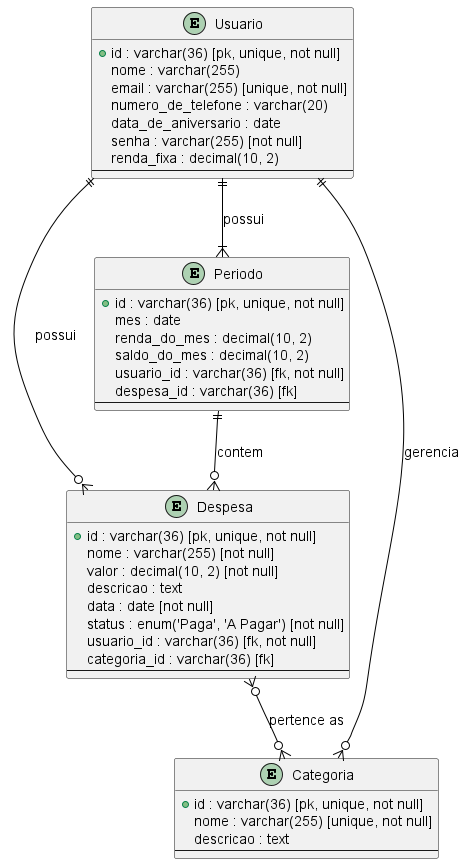 E Usuario
id : varchar(36) [pk, unique, not null]
nome : varchar(255)
email : varchar(255) [unique, not null]
numero_de_telefone : varchar(20)
data_de_aniversario : date
senha : varchar(255) [not null]
renda_fixa : decimal(10, 2)
possui
E Periodo
id : varchar(36) [pk, unique, not null]
mes : date
renda_do_mes : decimal(10, 2)
saldo_do_mes : decimal(10, 2)
usuario_id : varchar(36) [fk, not null]
despesa_id : varchar(36) [fk]
possui
contem
gerencia
E Despesa
id : varchar(36) [pk, unique, not null]
nome : varchar(255) [not null]
valor : decimal(10, 2) [not null]
descricao : text
data : date [not null]
status : enum('Paga', 'A Pagar') [not null]
usuario_id : varchar(36) [fk, not null]
categoria_id : varchar(36) [fk]
pertence as
E Categoria
id : varchar(36) [pk, unique, not null]
nome : varchar(255) [unique, not null]
descricao : text